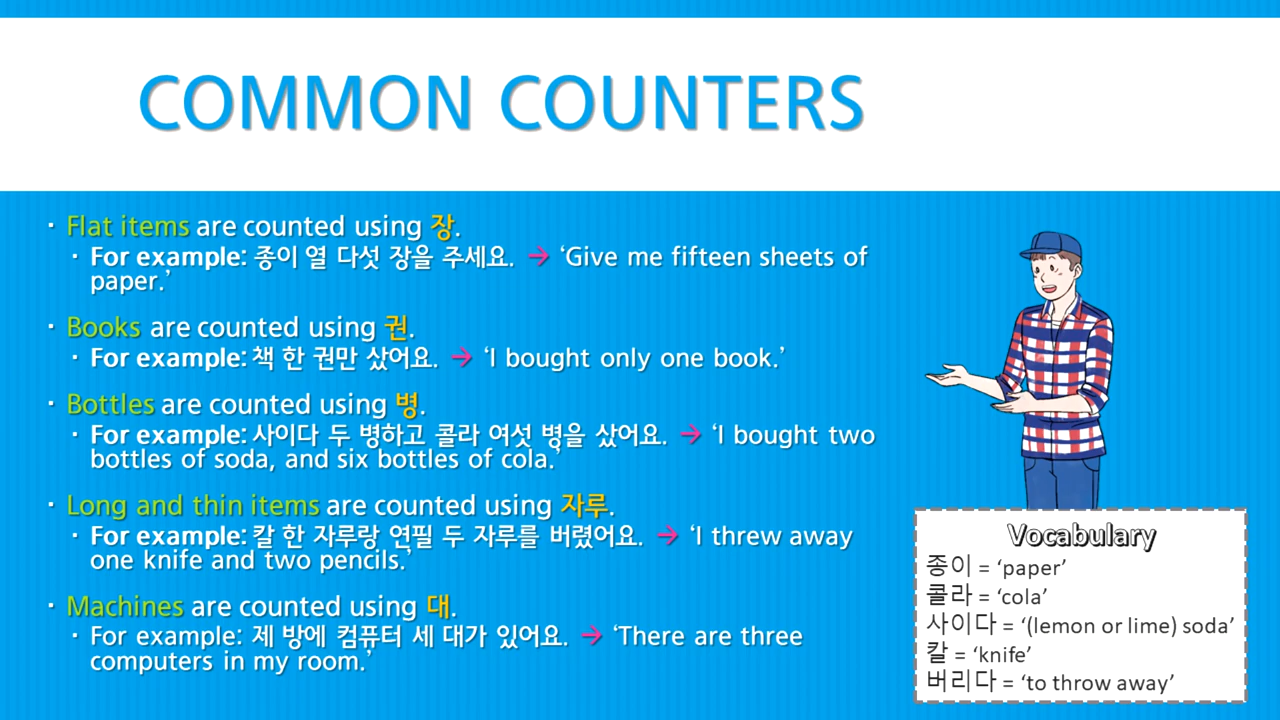 COMMON COUNTERS
· Flat items are counted using 장.
· For example: 종이 열 다섯 장을 주세요. → ‘Give me fifteen sheets of
paper.’
· Books are counted using 권.
· For example: 책 한 권만 샀어요. → ‘I bought only one book.’
· Bottles are counted using 병.
· For example: 사이다 두 병하고 콜라 여섯 병을 샀어요. → ‘I bought two
bottles of soda, and six bottles of cola.’
· Long and thin items are counted using 자루.
· For example: 칼 한 자루랑 연필 두 자루를 버렸어요. → ‘I threw away
one knife and two pencils.’
· Machines are counted using 대.
· For example: 제 방에 컴퓨터 세 대가 있어요. → ‘There are three
computers in my room.’
Vocabulary
종이 = ‘paper’
콜라 = ‘cola’
사이다 = ‘(lemon or lime) soda’
칼 = ‘knife’
버리다 = ‘to throw away’